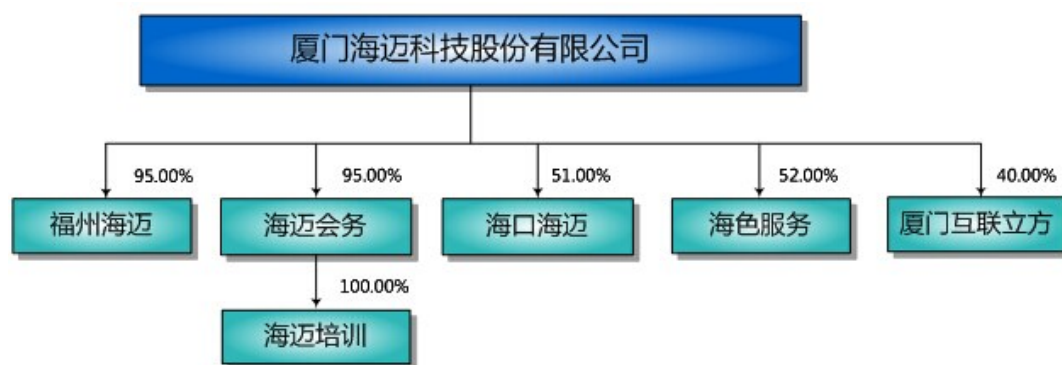 厦门海迈科技股份有限公司
95.00%
95.00%
51.00%
52.00%
40.00%
福州海迈
海迈会务
海口海迈
海色服务
厦门互联立方
100.00%
海迈培训